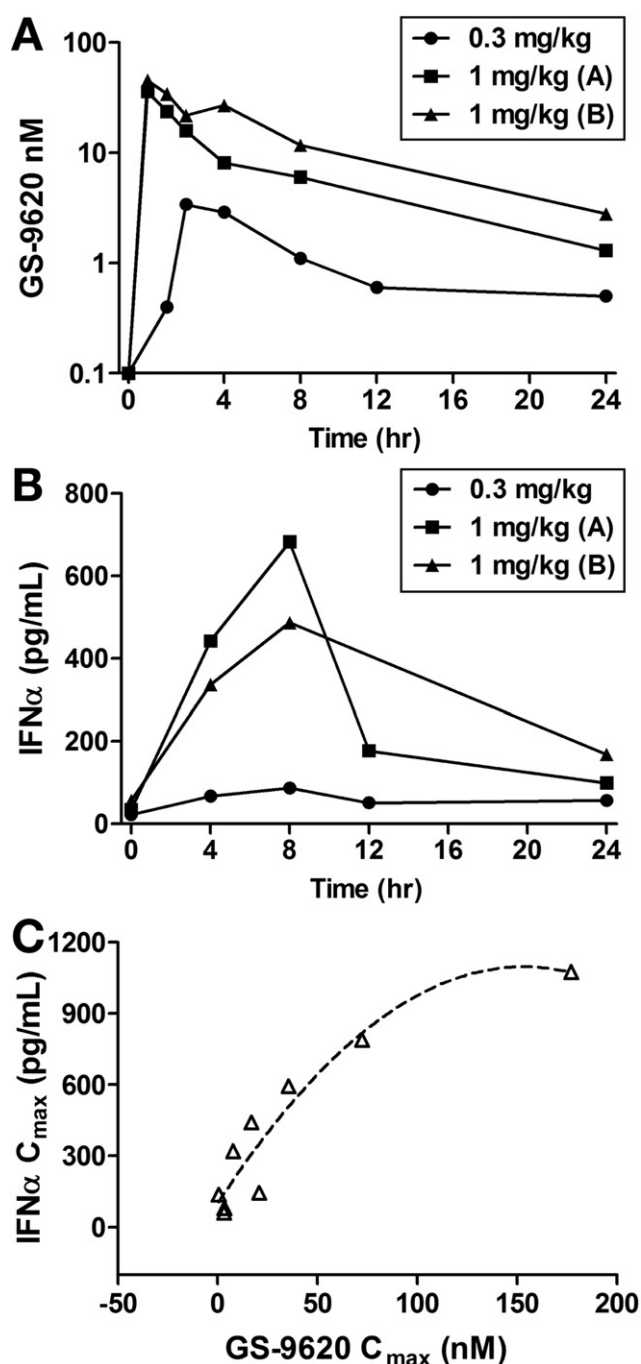 A
0.3 mg/kg
1 mg/kg (A)
1 mg/kg (B)
GS-9620 nM
100
10
1
0.1
0 4 8 12 16 20 24
Time (hr)
B
0.3 mg/kg
1 mg/kg (A)
1 mg/kg (B)
IFNα (pg/mL)
800
600
400
200
0
0 4 8 12 16 20 24
Time (hr)
C
IFNα Cmax (pg/mL)
1200
900
600
300
0
-50 0 50 100 150 200
GS-9620 Cmax (nM)